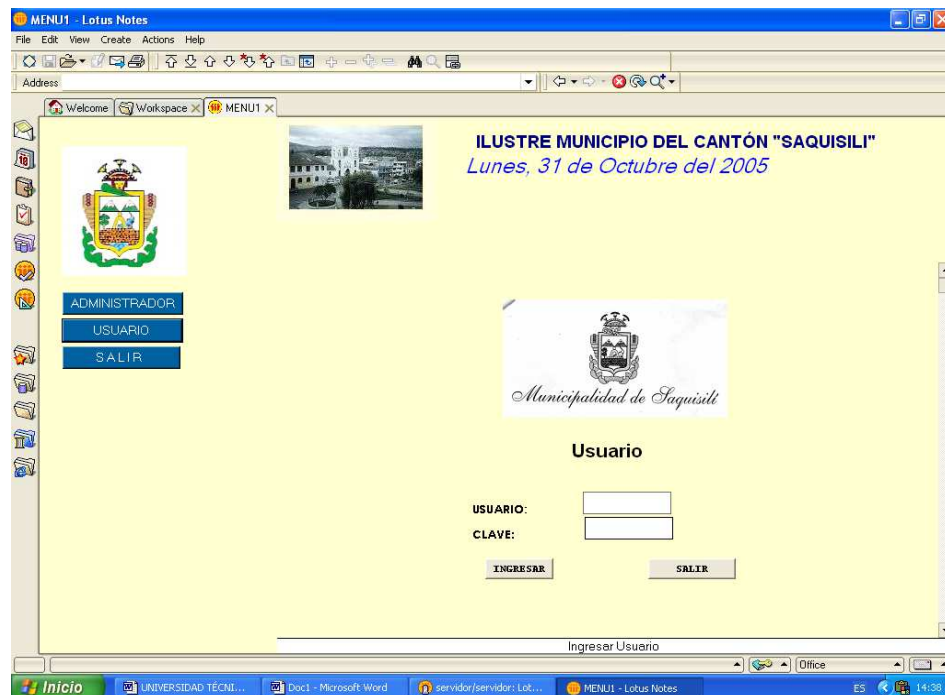 MENU1 - Lotus Notes
File Edit View Create Actions Help
Address
Welcome Workspace MENU1
ILUSTRE MUNICIPIO DEL CANTÓN "SAQUISILI"
Lunes, 31 de Octubre del 2005
ADMINISTRADOR
USUARIO
SALIR
Municipalidad de Saquisilí
Usuario
USUARIO:
CLAVE:
INGRESAR SALIR
Ingresar Usuario
Office
Inicio UNIVERSIDAD TÉCNI... Doc1 - Microsoft Word servidor/servidor: Lot... MENU1 - Lotus Notes ES 14:38